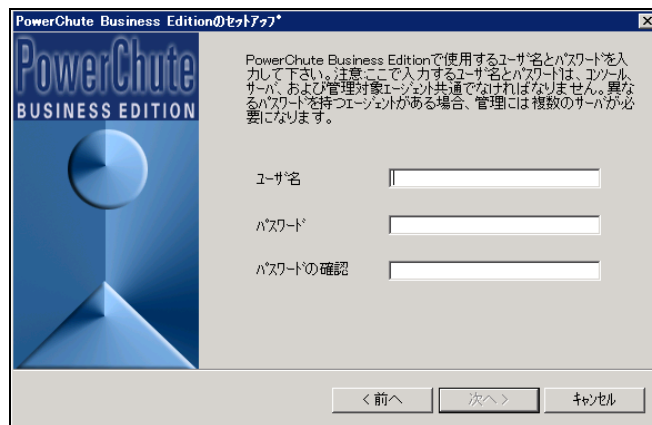 PowerChute Business Editionのｾｯﾄｱｯﾌﾟ
PowerChute
BUSINESS EDITION
PowerChute Business Editionで使用するﾕｰｻﾞ名とﾊﾟｽﾜｰﾄﾞを入
力して下さい。注意:ここで入力するﾕｰｻﾞ名とﾊﾟｽﾜｰﾄﾞは、ｺﾝｿｰﾙ、
ｻｰﾊﾞ、および管理対象ｴｰｼﾞｪﾝﾄ共通でなければなりません。異な
るﾊﾟｽﾜｰﾄﾞを持つｴｰｼﾞｪﾝﾄがある場合、管理には複数のｻｰﾊﾞが必
要になります。
ﾕｰｻﾞ名
ﾊﾟｽﾜｰﾄﾞ
ﾊﾟｽﾜｰﾄﾞの確認
< 前へ
次へ >
ｷｬﾝｾﾙ